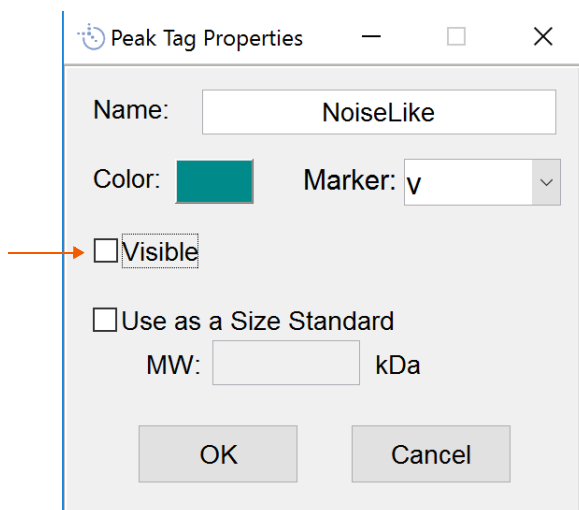 Peak Tag Properties
Name: NoiseLike
Color: Marker: v
Visible
Use as a Size Standard
MW: kDa
OK Cancel